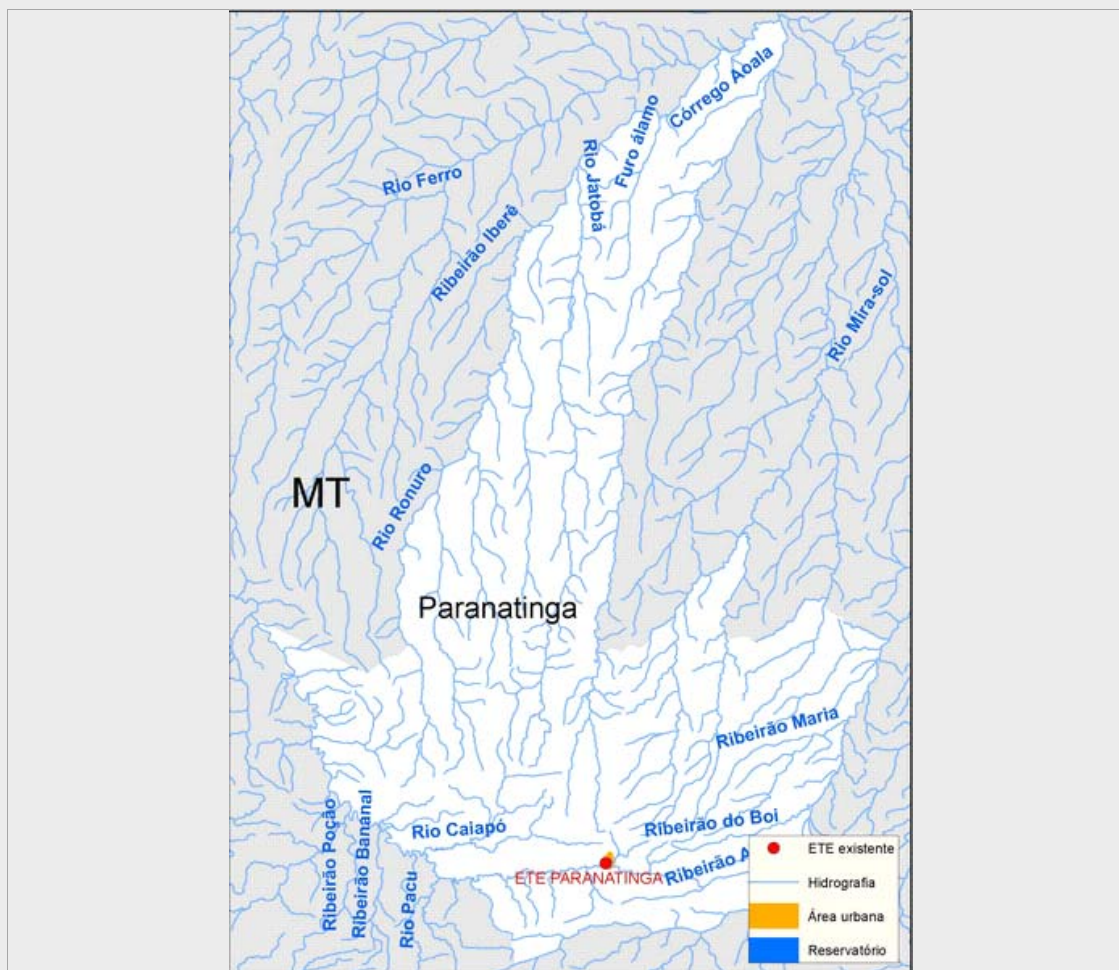 Córrego Aoala
Furo álamo
Rio Jatobá
Rio Ferro
Ribeirão Iberê
Rio Mira-sol
MT
Rio Ronuro
Paranatinga
Ribeirão Maria
Ribeirão Poção
Ribeirão Bananal
Rio Pacu
Rio Caiapó
Ribeirão do Boi
ETE PARANATINGA
Ribeirão A
ETE existente
Hidrografia
Área urbana
Reservatório